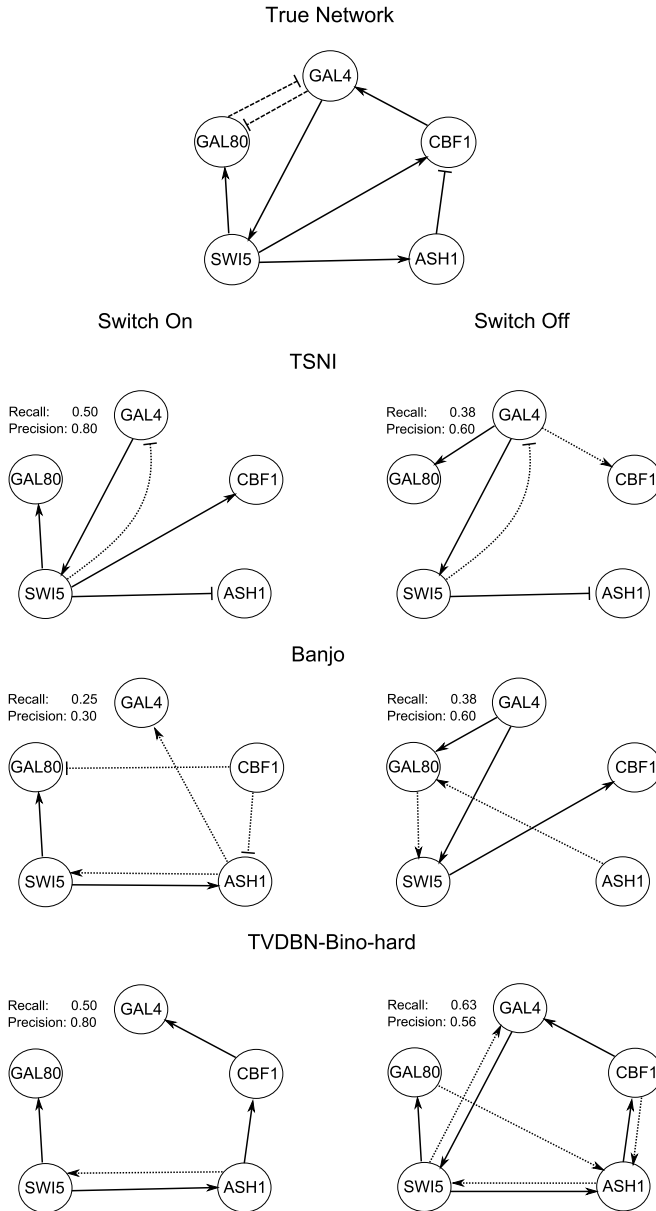 True Network
GAL4
GAL80
CBF1
SWI5
ASH1
Switch On
Switch Off
TSNI
Recall: 0.50
Precision: 0.80
GAL4
GAL80
CBF1
SWI5
ASH1
Recall: 0.38
Precision: 0.60
GAL4
GAL80
CBF1
SWI5
ASH1
Banjo
Recall: 0.25
Precision: 0.30
GAL4
GAL80
CBF1
SWI5
ASH1
Recall: 0.38
Precision: 0.60
GAL4
GAL80
CBF1
SWI5
ASH1
TVDBN-Bino-hard
Recall: 0.50
Precision: 0.80
GAL4
GAL80
CBF1
SWI5
ASH1
Recall: 0.63
Precision: 0.56
GAL4
GAL80
CBF1
SWI5
ASH1